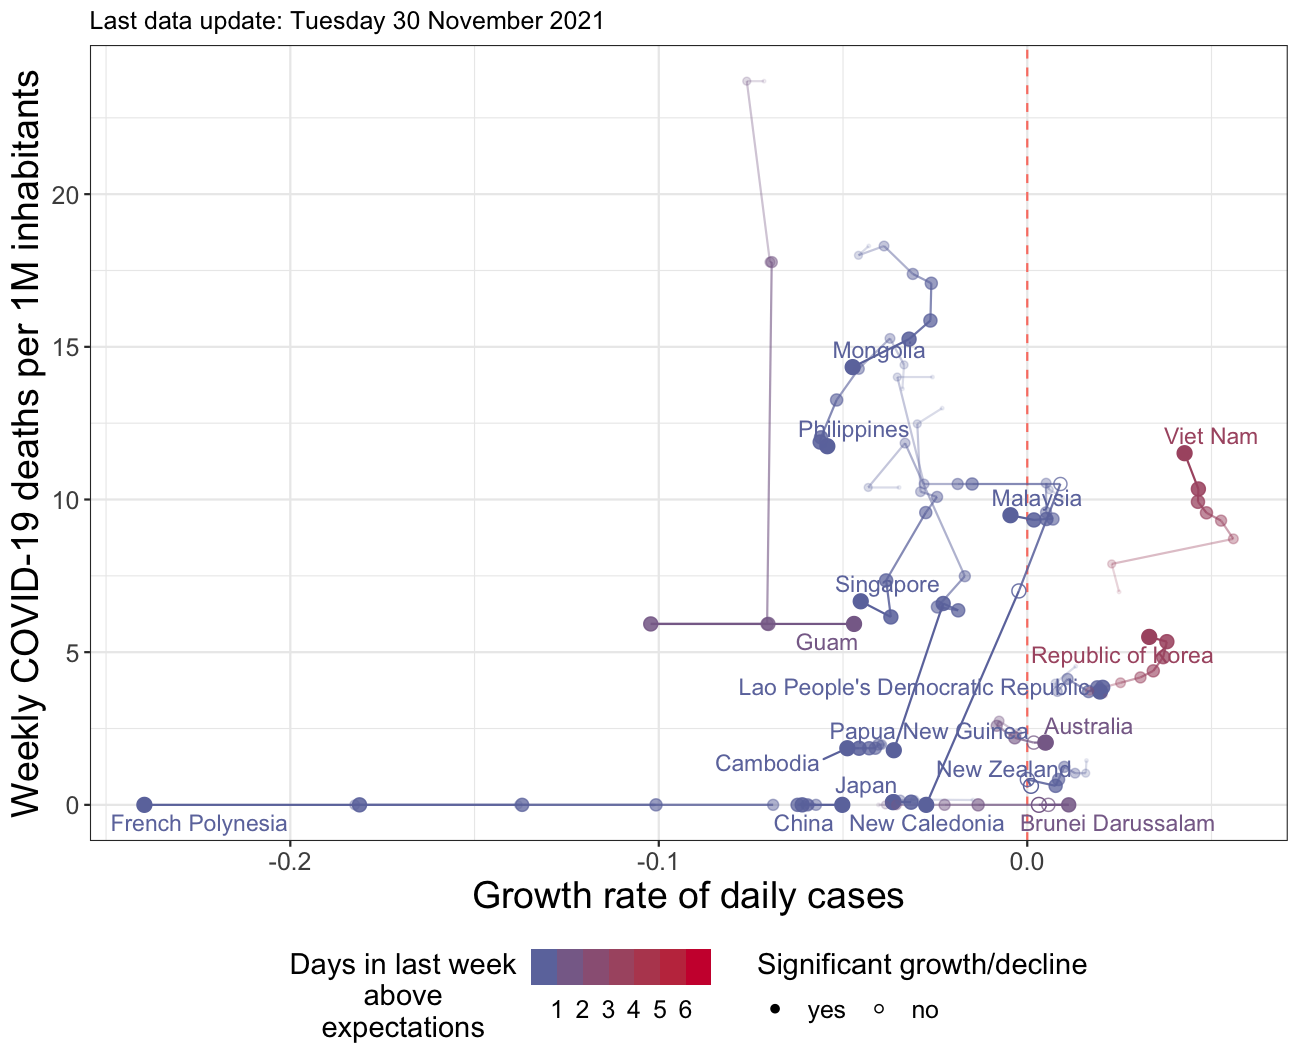 Last data update: Tuesday 30 November 2021
Weekly COVID-19 deaths per 1M inhabitants
20
15
10
5
0
Mongolia
Philippines
Viet Nam
Malaysia
Singapore
Guam
Republic of Korea
Lao People's Democratic Republic
Australia
Papua New Guinea
Cambodia
New Zealand
Japan
French Polynesia
China
New Caledonia
Brunei Darussalam
-0.2
-0.1
0.0
Growth rate of daily cases
Days in last week
above
expectations
1 2 3 4 5 6
Significant growth/decline
yes
no